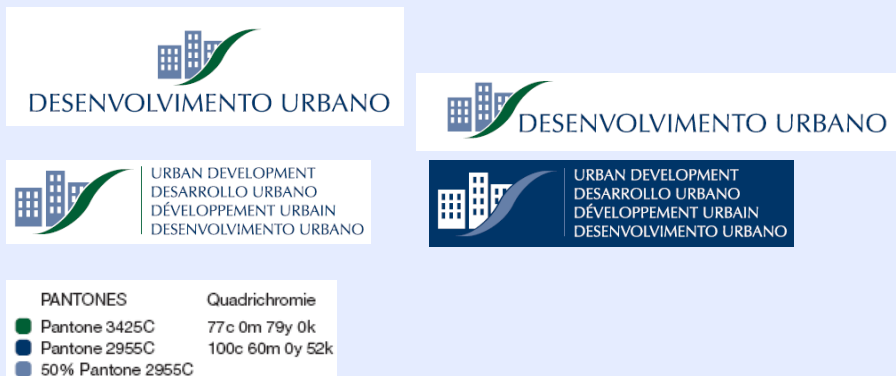 DESENVOLVIMENTO URBANO
DESENVOLVIMENTO URBANO
URBAN DEVELOPMENT
DESARROLLO URBANO
DÉVELOPPEMENT URBAIN
DESENVOLVIMENTO URBANO
URBAN DEVELOPMENT
DESARROLLO URBANO
DÉVELOPPEMENT URBAIN
DESENVOLVIMENTO URBANO
PANTONES Quadrichromie
Pantone 3425C 77c 0m 79y 0k
Pantone 2955C 100c 60m 0y 52k
50% Pantone 2955C